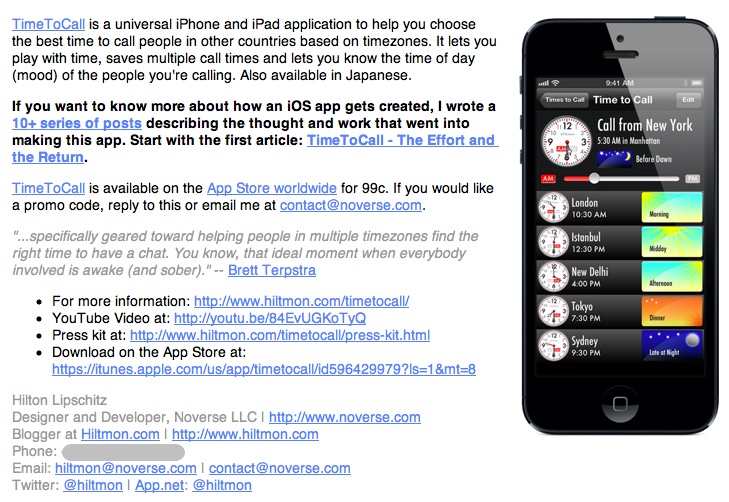 TimeToCall is a universal iPhone and iPad application to help you choose
the best time to call people in other countries based on timezones. It lets you
play with time, saves multiple call times and lets you know the time of day
(mood) of the people you're calling. Also available in Japanese.
If you want to know more about how an iOS app gets created, I wrote a
10+ series of posts describing the thought and work that went into
making this app. Start with the first article: TimeToCall - The Effort and
the Return.
TimeToCall is available on the App Store worldwide for 99c. If you would like
a promo code, reply to this or email me at contact@noverse.com.
"...specifically geared toward helping people in multiple timezones find the
right time to have a chat. You know, that ideal moment when everybody
involved is awake (and sober)." -- Brett Terpstra
• For more information: http://www.hiltmon.com/timetocall/
• YouTube Video at: http://youtu.be/84EvUGKoTyQ
• Press kit at: http://www.hiltmon.com/timetocall/press-kit.html
• Download on the App Store at:
https://itunes.apple.com/us/app/timetocall/id596429979?ls=1&mt=8
Hilton Lipschitz
Designer and Developer, Noverse LLC | http://www.noverse.com
Blogger at Hiltmon.com | http://www.hiltmon.com
Phone:
Email: hiltmon@noverse.com | contact@noverse.com
Twitter: @hiltmon | App.net: @hiltmon
9:41 AM
Times to Call
Time to Call
Edit
Call from New York
5:30 AM in Manhattan
Before Dawn
AM
AM
PM
London
10:30 AM
Morning
Istanbul
12:30 PM
Midday
New Delhi
4:00 PM
Afternoon
Tokyo
7:30 PM
Dinner
Sydney
9:30 PM
Late at Night